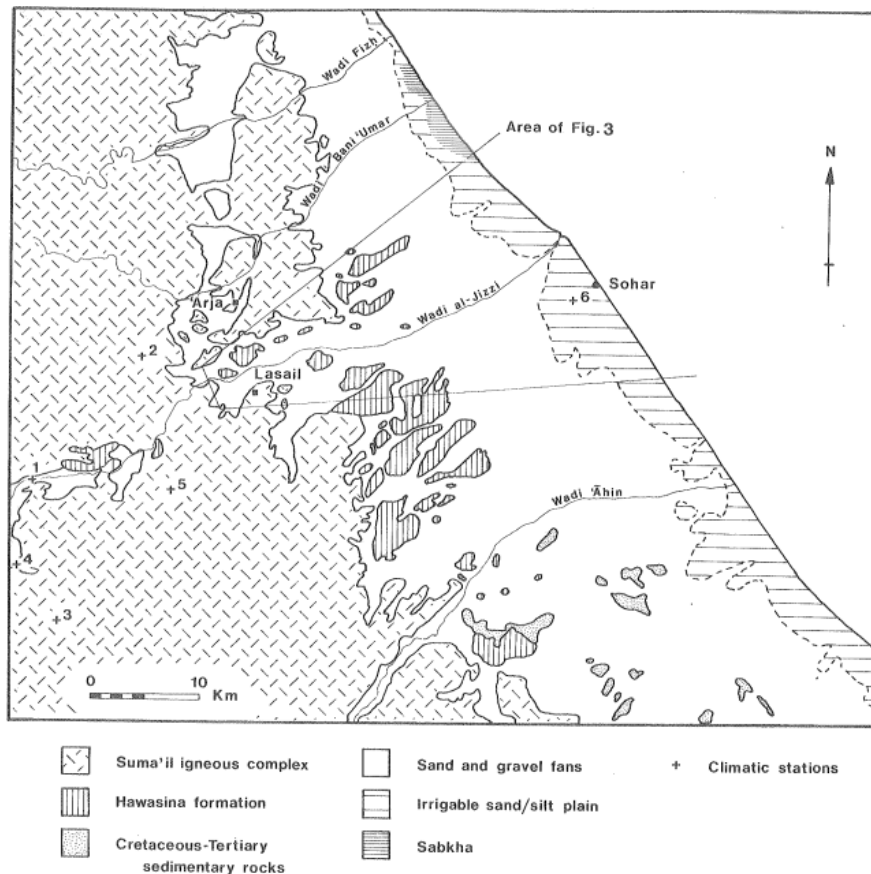 Wadi Fizh
Area of Fig. 3
Wadi Bani 'Umar
N
'Arja
Wadi al-Jizzi
Sohar
6
2
Lasail
1
5
Wadi 'Āhin
4
3
0 10
Km
Suma'il igneous complex
Hawasina formation
Cretaceous-Tertiary
sedimentary rocks
Sand and gravel fans
Irrigable sand/silt plain
Sabkha
+ Climatic stations